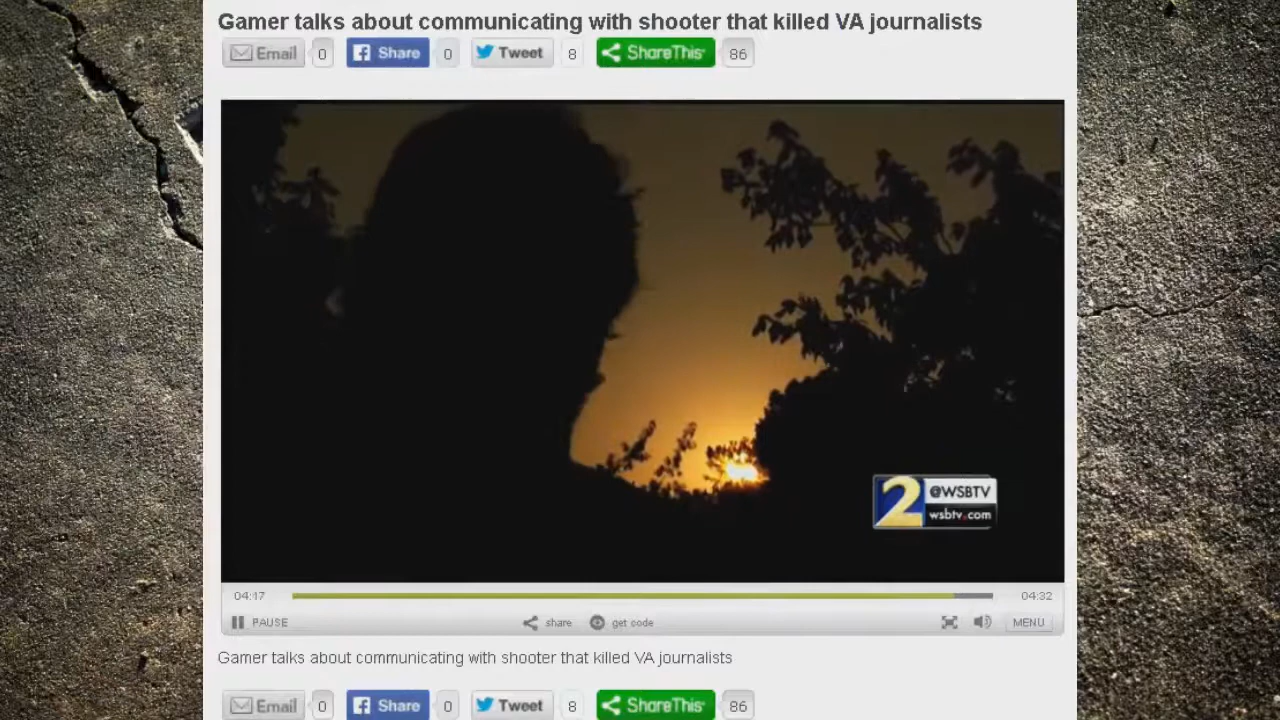 Gamer talks about communicating with shooter that killed VA journalists
Email 0 Share 0 Tweet 8 ShareThis 86
2 @WSBTV
wsbtv.com
04:17 04:32
PAUSE share get code MENU
Gamer talks about communicating with shooter that killed VA journalists
Email 0 Share 0 Tweet 8 ShareThis 86